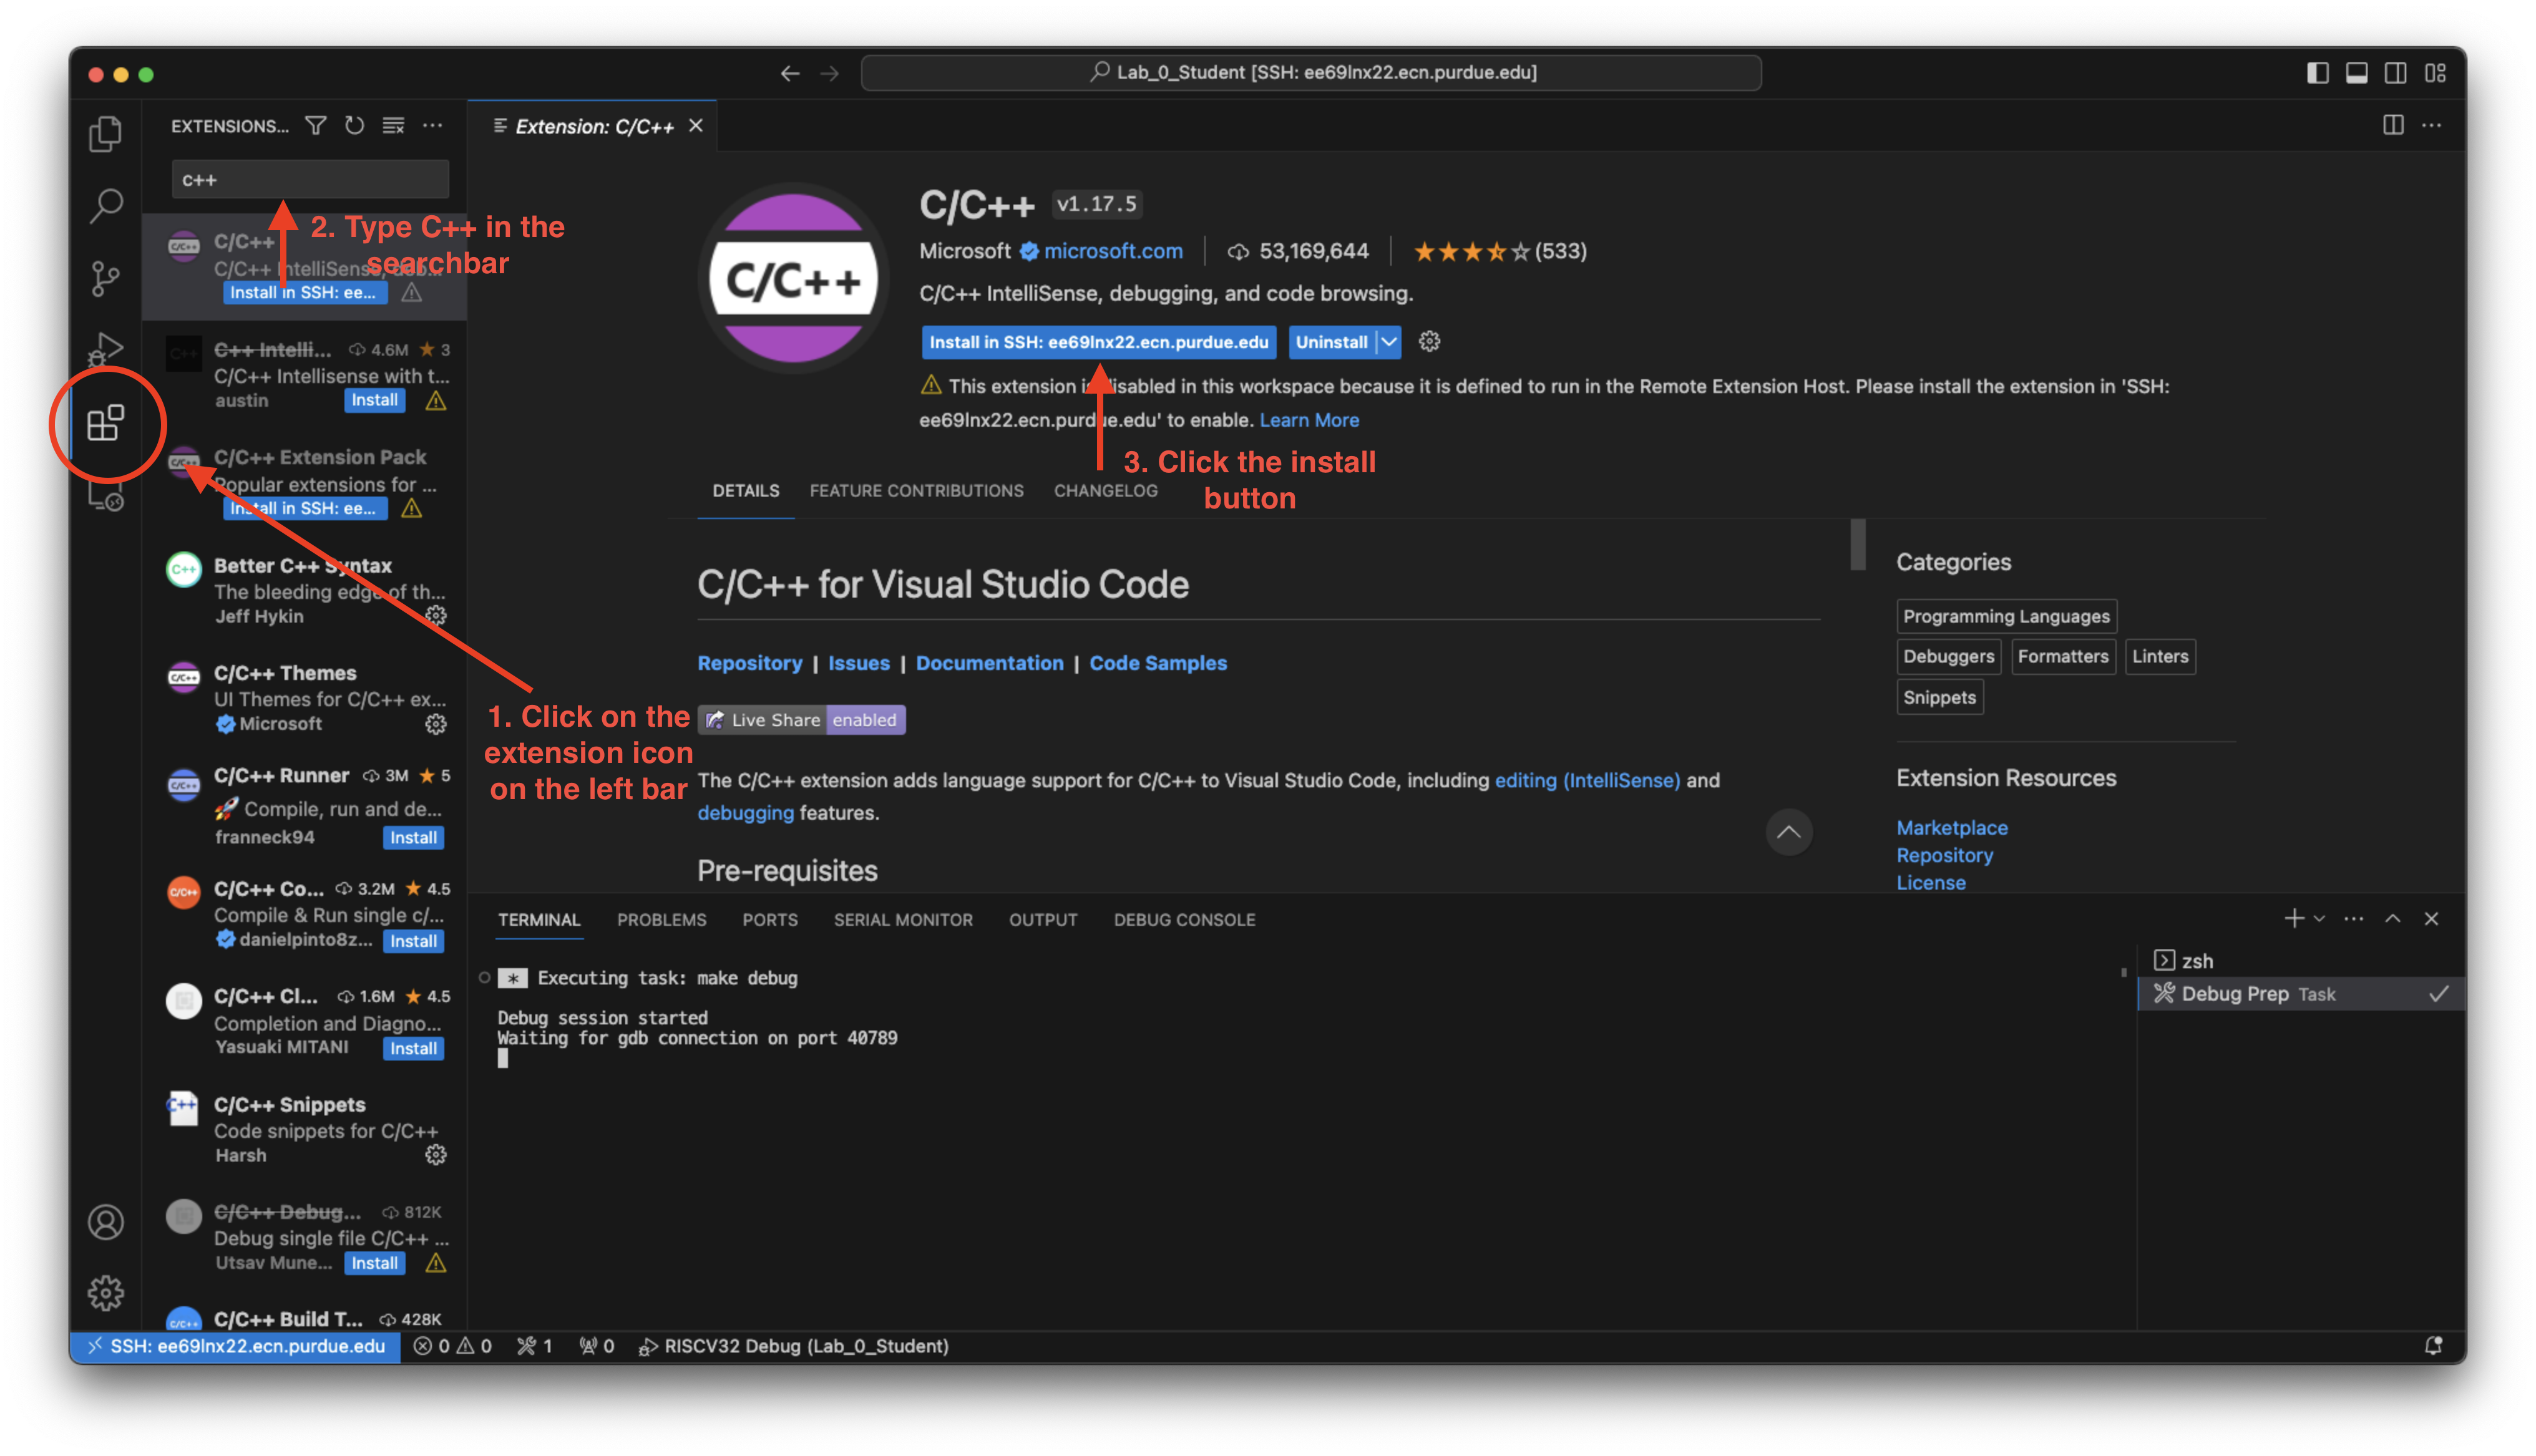 Lab_0_Student [SSH: ee69lnx22.ecn.purdue.edu]
EXTENSIONS...
c++
2. Type C++ in the
searchbar
C/C++
C/C++ IntelliSense, deb...
Install in SSH: ee...
C++ Intelli... 4.6M 3
C/C++ Intellisense with t...
austin Install
C/C++ Extension Pack
Popular extensions for ...
Install in SSH: ee...
C++
Better C++ Syntax
The bleeding edge of th...
Jeff Hykin
C/C++
C/C++ Themes
UI Themes for C/C++ ex...
Microsoft
C/C++
C/C++ Runner 3M 5
🚀 Compile, run and de...
franneck94 Install
C/C++
C/C++ Co... 3.2M 4.5
Compile & Run single c/...
danielpinto8z... Install
C/C++ Cl... 1.6M 4.5
Completion and Diagno...
Yasuaki MITANI Install
C++
C/C++ Snippets
Code snippets for C/C++
Harsh
C/C++ Debug... 812K
Debug single file C/C++ ...
Utsav Mune... Install
C/C++
C/C++ Build T... 428K
Extension: C/C++
C/C++
C/C++ v1.17.5
Microsoft microsoft.com 53,169,644 (533)
C/C++ IntelliSense, debugging, and code browsing.
Install in SSH: ee69lnx22.ecn.purdue.edu Uninstall
This extension is disabled in this workspace because it is defined to run in the Remote Extension Host. Please install the extension in 'SSH:
ee69lnx22.ecn.purdue.edu' to enable. Learn More
3. Click the install
button
DETAILS FEATURE CONTRIBUTIONS CHANGELOG
C/C++ for Visual Studio Code
Repository | Issues | Documentation | Code Samples
1. Click on the
extension icon
on the left bar
Live Share enabled
The C/C++ extension adds language support for C/C++ to Visual Studio Code, including editing (IntelliSense) and
debugging features.
Pre-requisites
Categories
Programming Languages
Debuggers Formatters Linters
Snippets
Extension Resources
Marketplace
Repository
License
TERMINAL PROBLEMS PORTS SERIAL MONITOR OUTPUT DEBUG CONSOLE
* Executing task: make debug
Debug session started
Waiting for gdb connection on port 40789
zsh
Debug Prep Task
SSH: ee69lnx22.ecn.purdue.edu 0 0 1 0 RISCV32 Debug (Lab_0_Student)